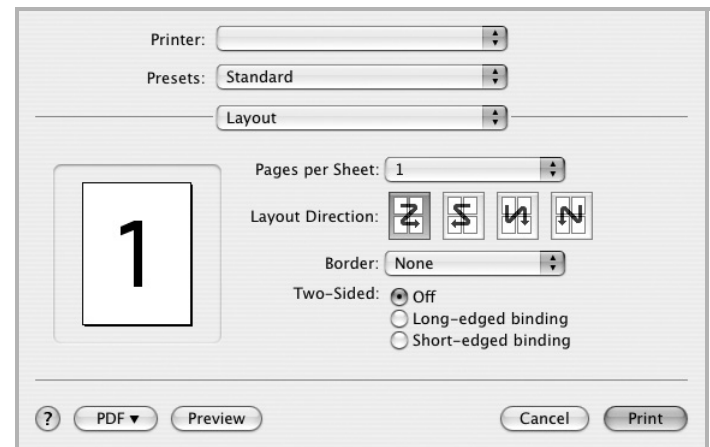 Printer:
Presets: Standard
Layout
Pages per Sheet: 1
Layout Direction:
1
Border: None
Two-Sided: Off
Long-edged binding
Short-edged binding
? PDF▼ Preview Cancel Print